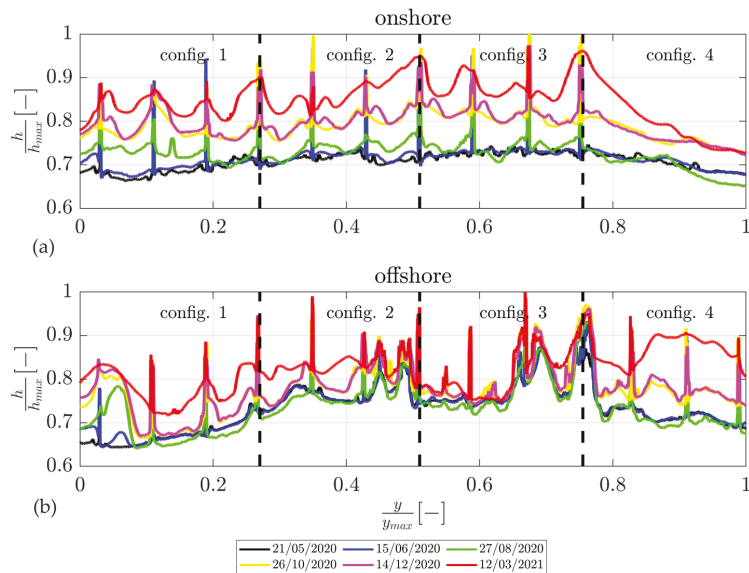 onshore
config. 1 config. 2 config. 3 config. 4
h/h_max [−]
1
0.9
0.8
0.7
0.6
0 0.2 0.4 0.6 0.8 1
(a)
offshore
config. 1 config. 2 config. 3 config. 4
h/h_max [−]
1
0.9
0.8
0.7
0.6
0 0.2 0.4 0.6 0.8 1
(b)
y/y_max [−]
21/05/2020 15/06/2020 27/08/2020
26/10/2020 14/12/2020 12/03/2021